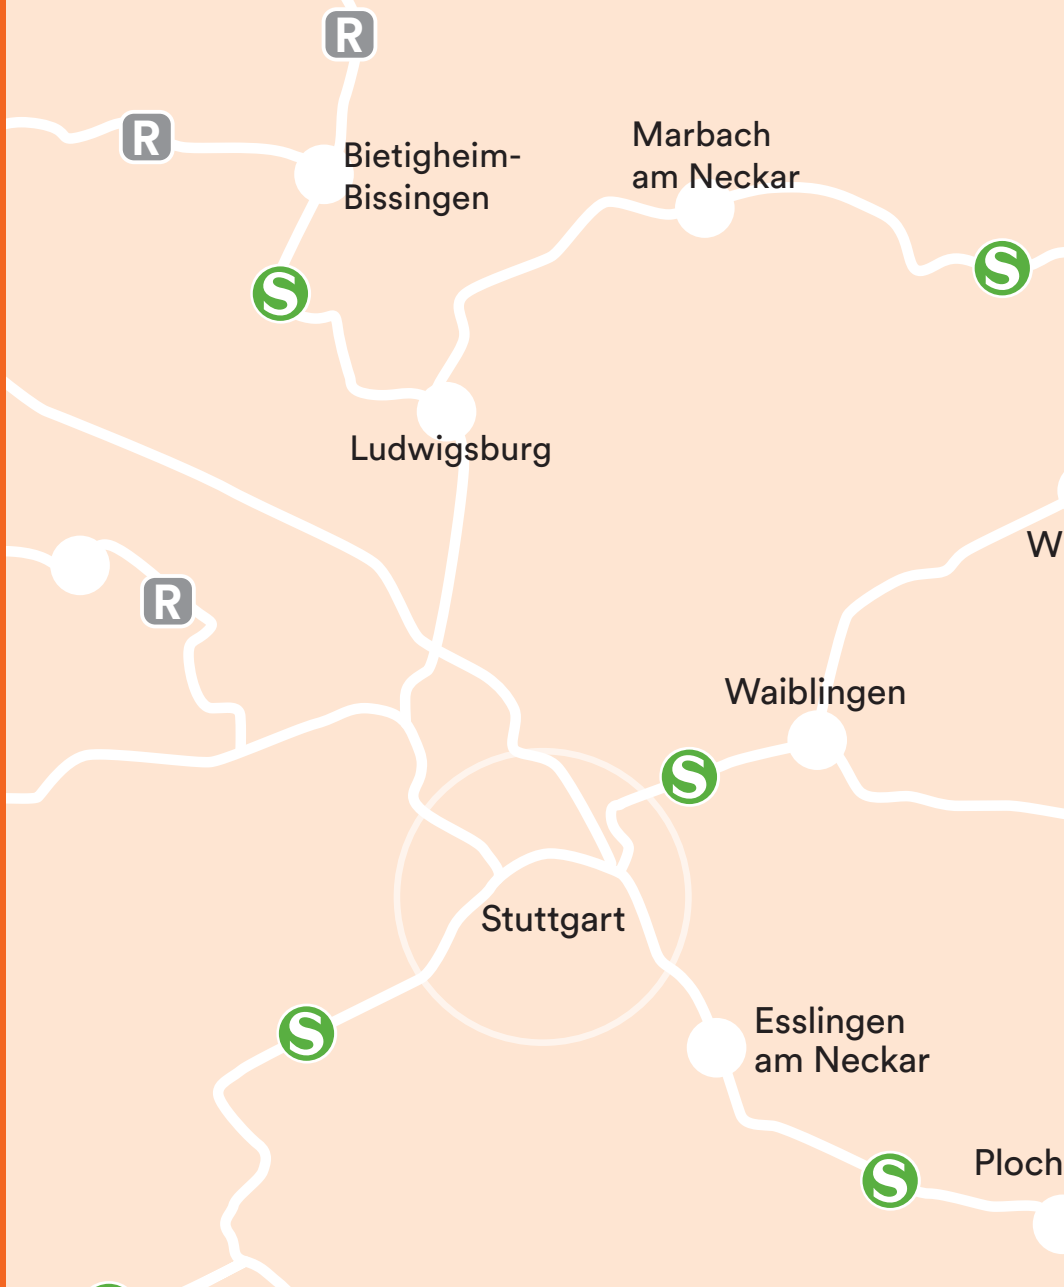 R
R
Bietigheim-
Bissingen
Marbach
am Neckar
S
S
Ludwigsburg
R
W
Waiblingen
S
Stuttgart
S
Esslingen
am Neckar
Ploch
S